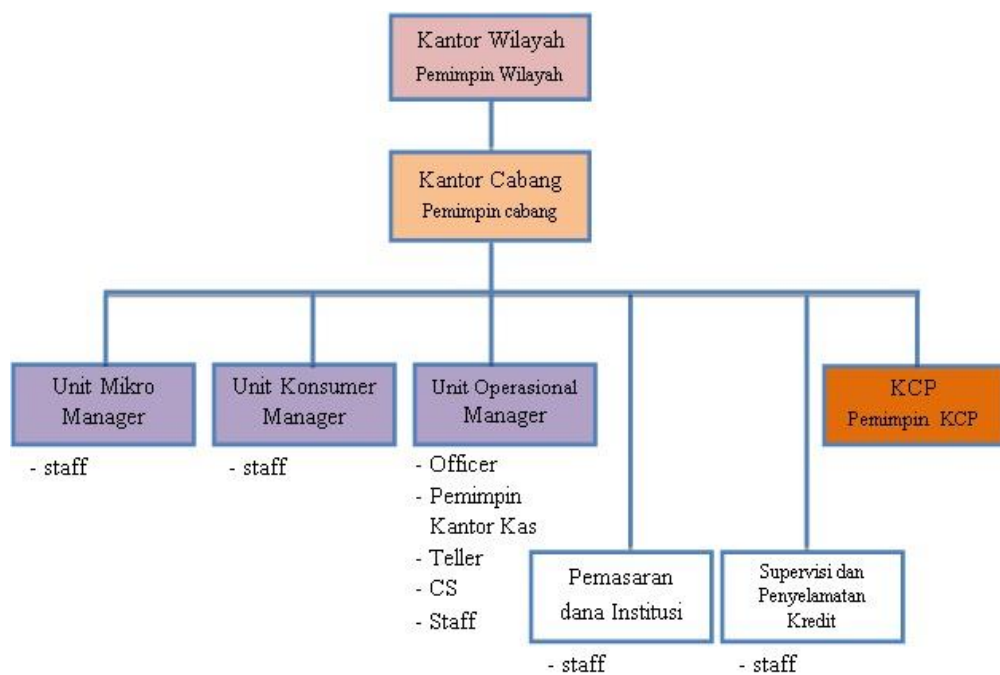 Kantor Wilayah
Pemimpin Wilayah
Kantor Cabang
Pemimpin cabang
Unit Mikro
Manager
- staff
Unit Konsumer
Manager
- staff
Unit Operasional
Manager
- Officer
- Pemimpin
Kantor Kas
- Teller
- CS
- Staff
KCP
Pemimpin KCP
Pemasaran
dana Institusi
- staff
Supervisi dan
Penyelamatan
Kredit
- staff